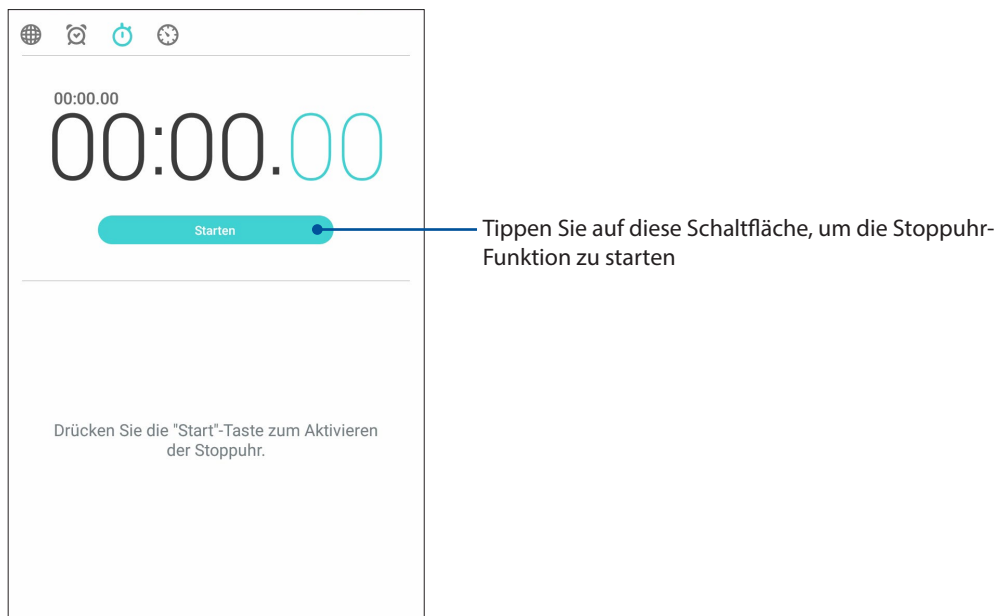 00:00.00
00:00.00
Starten
Tippen Sie auf diese Schaltfläche, um die Stoppuhr-
Funktion zu starten
Drücken Sie die "Start"-Taste zum Aktivieren
der Stoppuhr.